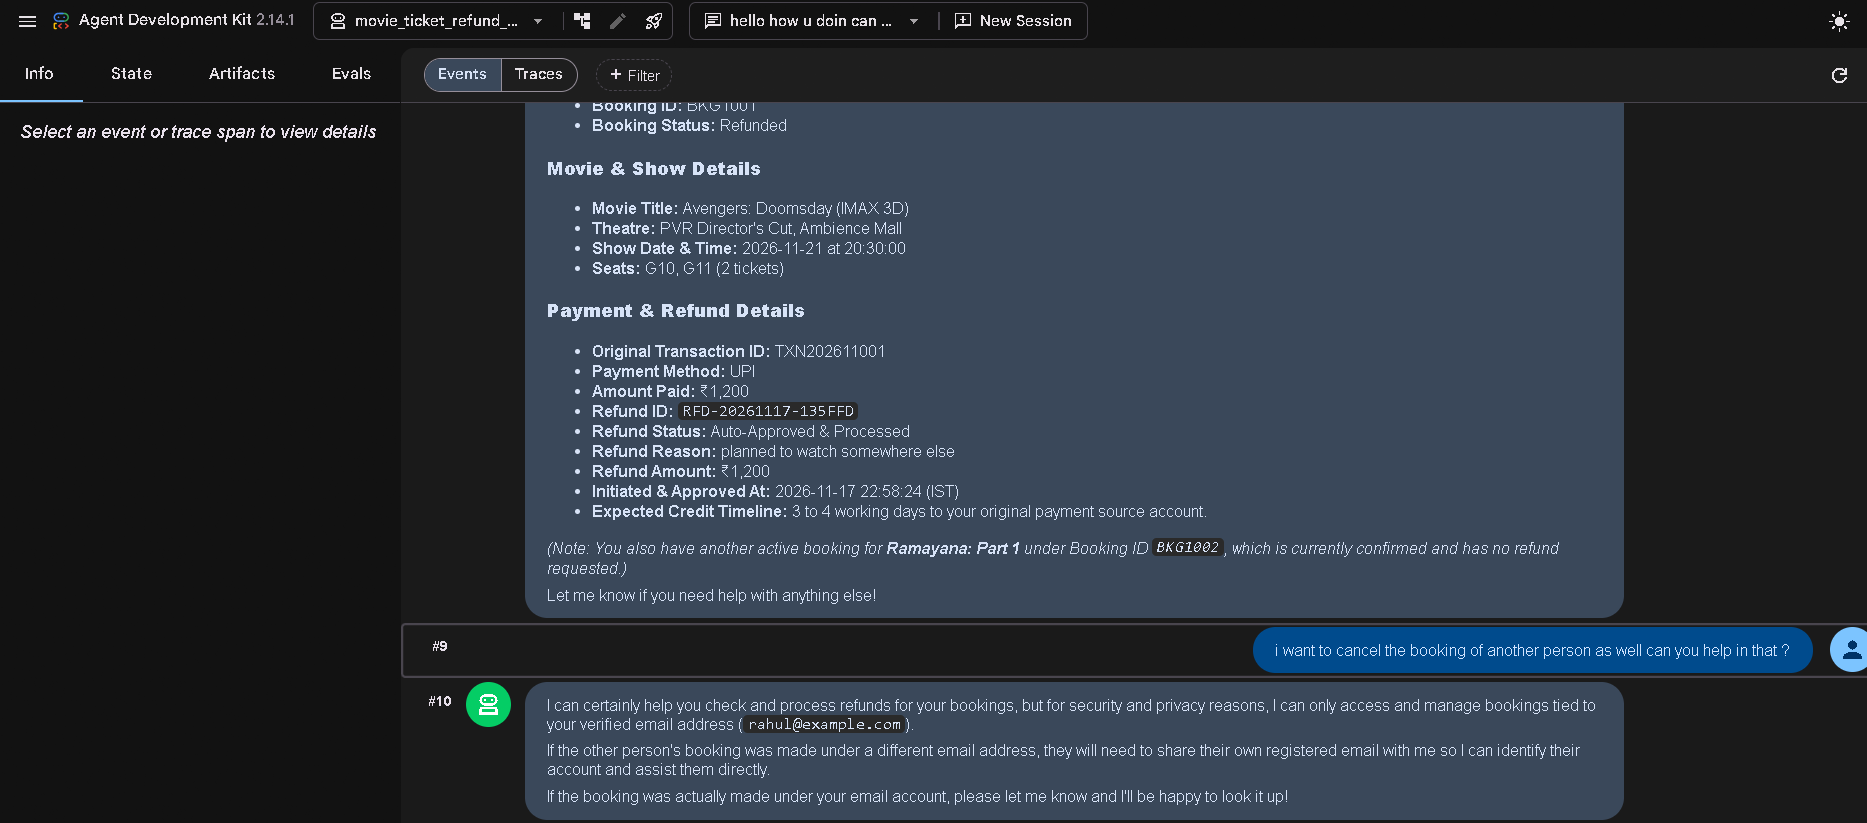 Agent Development Kit 2.14.1
movie_ticket_refund_...
hello how u doin can ...
New Session
Info
State
Artifacts
Evals
Events
Traces
+ Filter
Select an event or trace span to view details
• Booking ID: BKG1001
• Booking Status: Refunded
Movie & Show Details
• Movie Title: Avengers: Doomsday (IMAX 3D)
• Theatre: PVR Director's Cut, Ambience Mall
• Show Date & Time: 2026-11-21 at 20:30:00
• Seats: G10, G11 (2 tickets)
Payment & Refund Details
• Original Transaction ID: TXN202611001
• Payment Method: UPI
• Amount Paid: ₹1,200
• Refund ID: RFD-20261117-135FFD
• Refund Status: Auto-Approved & Processed
• Refund Reason: planned to watch somewhere else
• Refund Amount: ₹1,200
• Initiated & Approved At: 2026-11-17 22:58:24 (IST)
• Expected Credit Timeline: 3 to 4 working days to your original payment source account.
(Note: You also have another active booking for Ramayana: Part 1 under Booking ID BKG1002, which is currently confirmed and has no refund
requested.)
Let me know if you need help with anything else!
#9
i want to cancel the booking of another person as well can you help in that ?
#10
I can certainly help you check and process refunds for your bookings, but for security and privacy reasons, I can only access and manage bookings tied to
your verified email address (rahul@example.com).
If the other person's booking was made under a different email address, they will need to share their own registered email with me so I can identify their
account and assist them directly.
If the booking was actually made under your email account, please let me know and I'll be happy to look it up!